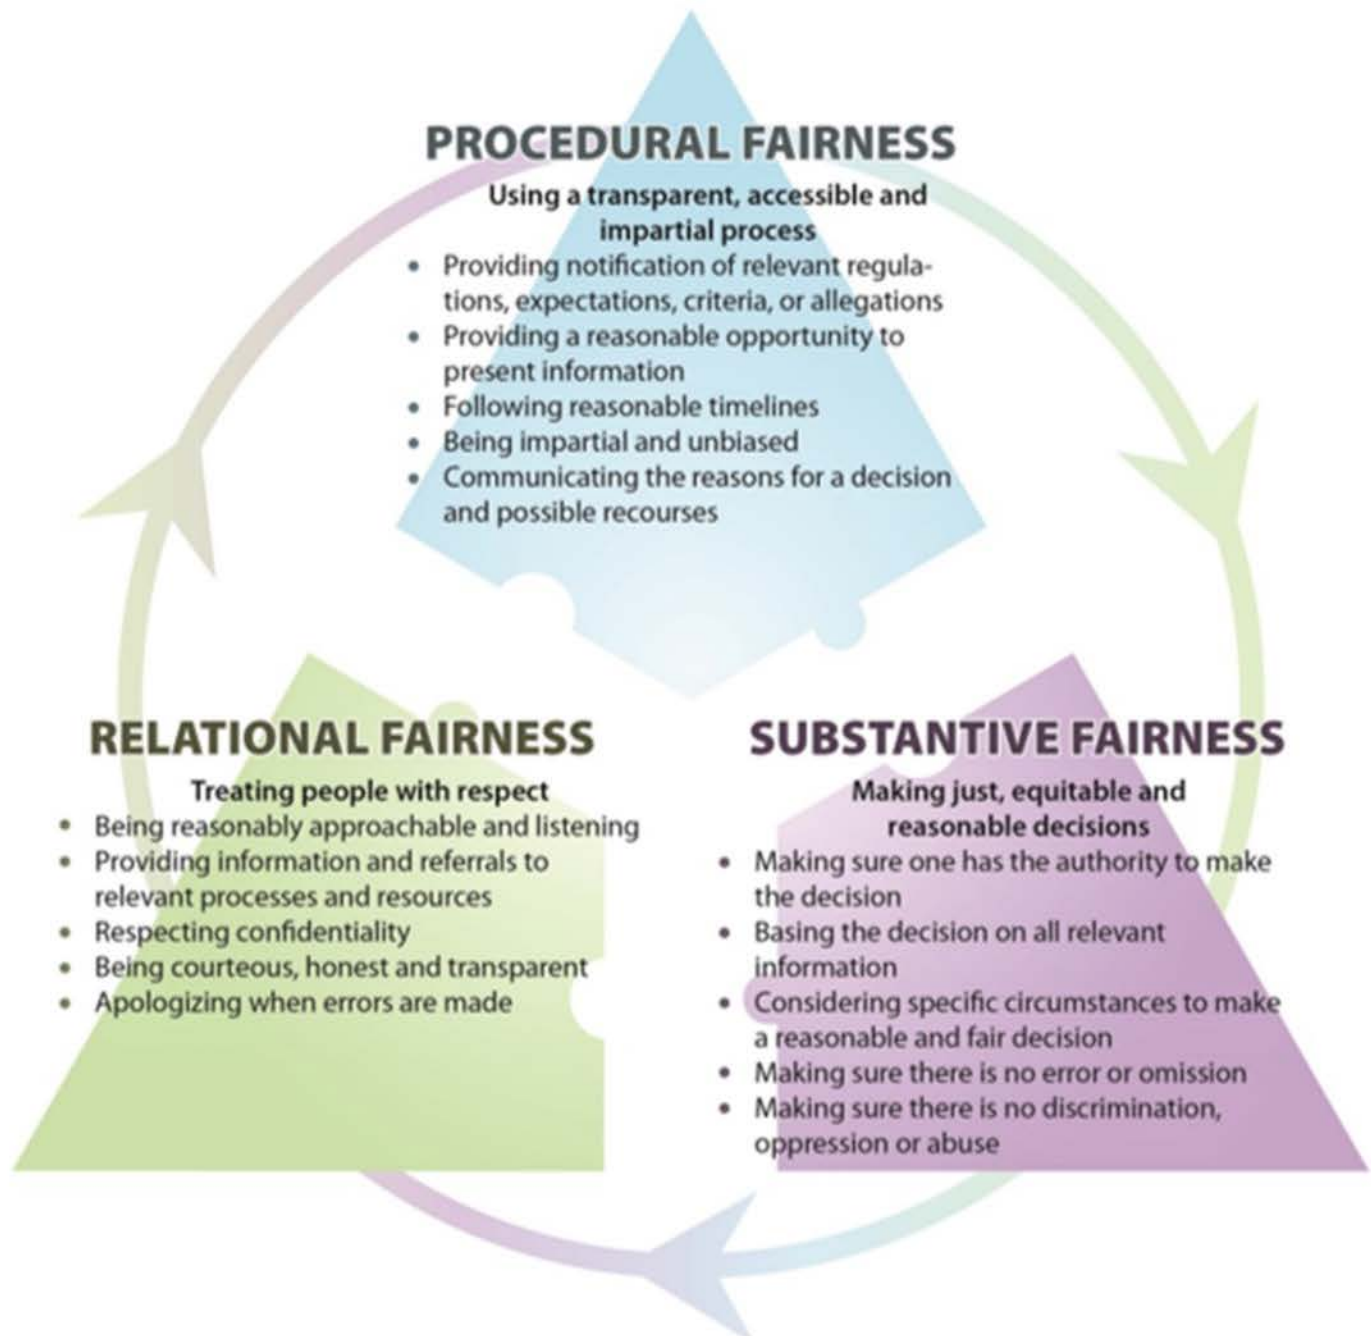 PROCEDURAL FAIRNESS
Using a transparent, accessible and
impartial process
• Providing notification of relevant regula-
tions, expectations, criteria, or allegations
• Providing a reasonable opportunity to
present information
• Following reasonable timelines
• Being impartial and unbiased
• Communicating the reasons for a decision
and possible recourses
RELATIONAL FAIRNESS
Treating people with respect
• Being reasonably approachable and listening
• Providing information and referrals to
relevant processes and resources
• Respecting confidentiality
• Being courteous, honest and transparent
• Apologizing when errors are made
SUBSTANTIVE FAIRNESS
Making just, equitable and
reasonable decisions
• Making sure one has the authority to make
the decision
• Basing the decision on all relevant
information
• Considering specific circumstances to make
a reasonable and fair decision
• Making sure there is no error or omission
• Making sure there is no discrimination,
oppression or abuse